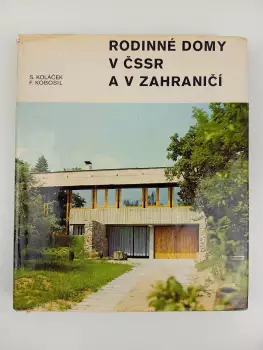 RODINNÉ DOMY
V ČSSR
A V ZAHRANIČÍ
S. KOLÁČEK
F. KOBOSIL